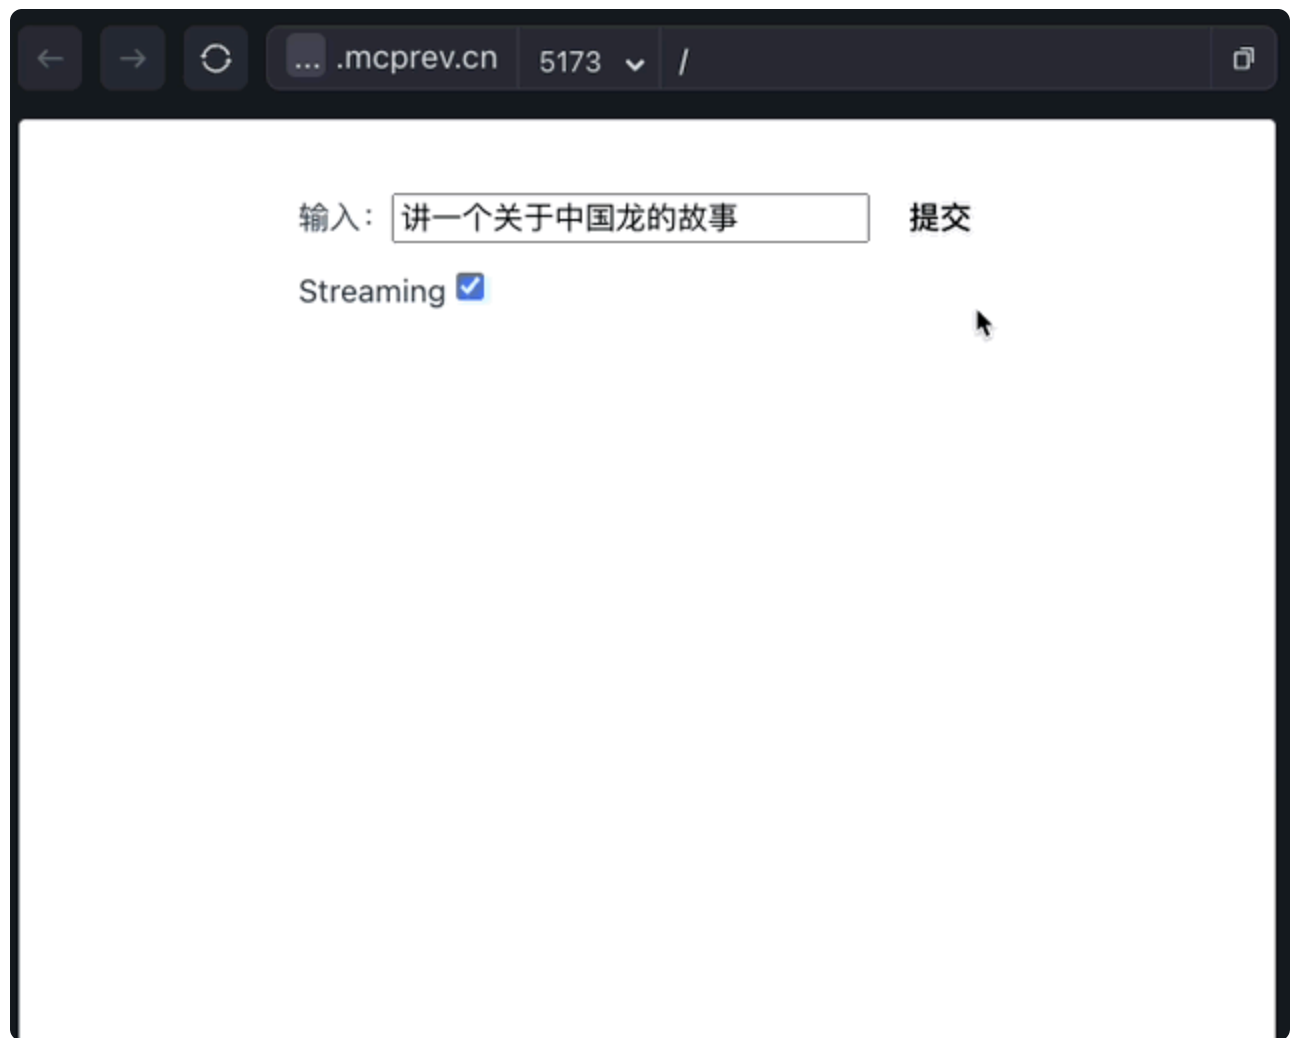 ... .mcprev.cn 5173 /
输入： 讲一个关于中国龙的故事 提交
Streaming